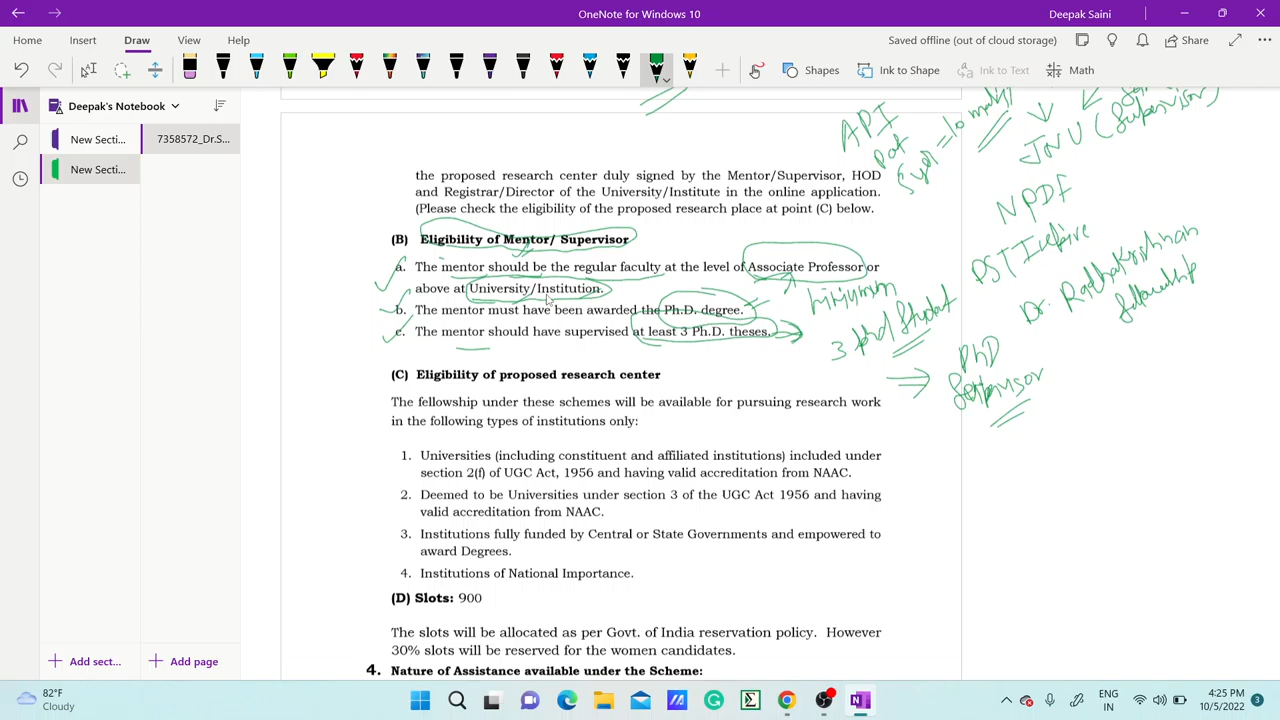 OneNote for Windows 10
Deepak Saini
Home
Insert
Draw
View
Help
Saved offline (out of cloud storage)
Share
Shapes
Ink to Shape
Ink to Text
Math
Deepak's Notebook
New Secti...
7358572_Dr.S...
New Secti...
the proposed research center duly signed by the Mentor/Supervisor, HOD
and Registrar/Director of the University/Institute in the online application.
(Please check the eligibility of the proposed research place at point (C) below.
(B) Eligibility of Mentor/ Supervisor
a. The mentor should be the regular faculty at the level of Associate Professor or
above at University/Institution.
b. The mentor must have been awarded the Ph.D. degree.
c. The mentor should have supervised at least 3 Ph.D. theses.
(C) Eligibility of proposed research center
The fellowship under these schemes will be available for pursuing research work
in the following types of institutions only:
1. Universities (including constituent and affiliated institutions) included under
section 2(f) of UGC Act, 1956 and having valid accreditation from NAAC.
2. Deemed to be Universities under section 3 of the UGC Act 1956 and having
valid accreditation from NAAC.
3. Institutions fully funded by Central or State Governments and empowered to
award Degrees.
4. Institutions of National Importance.
(D) Slots: 900
The slots will be allocated as per Govt. of India reservation policy. However
30% slots will be reserved for the women candidates.
4. Nature of Assistance available under the Scheme:
API
JNU (Supervisor)
NPDF
DST
Dr. Radhakrishnan
fellowship
minimum
3 phd student
PhD
Supervisor
Add sect...
Add page
82°F
Cloudy
ENG
IN
4:25 PM
10/5/2022
3